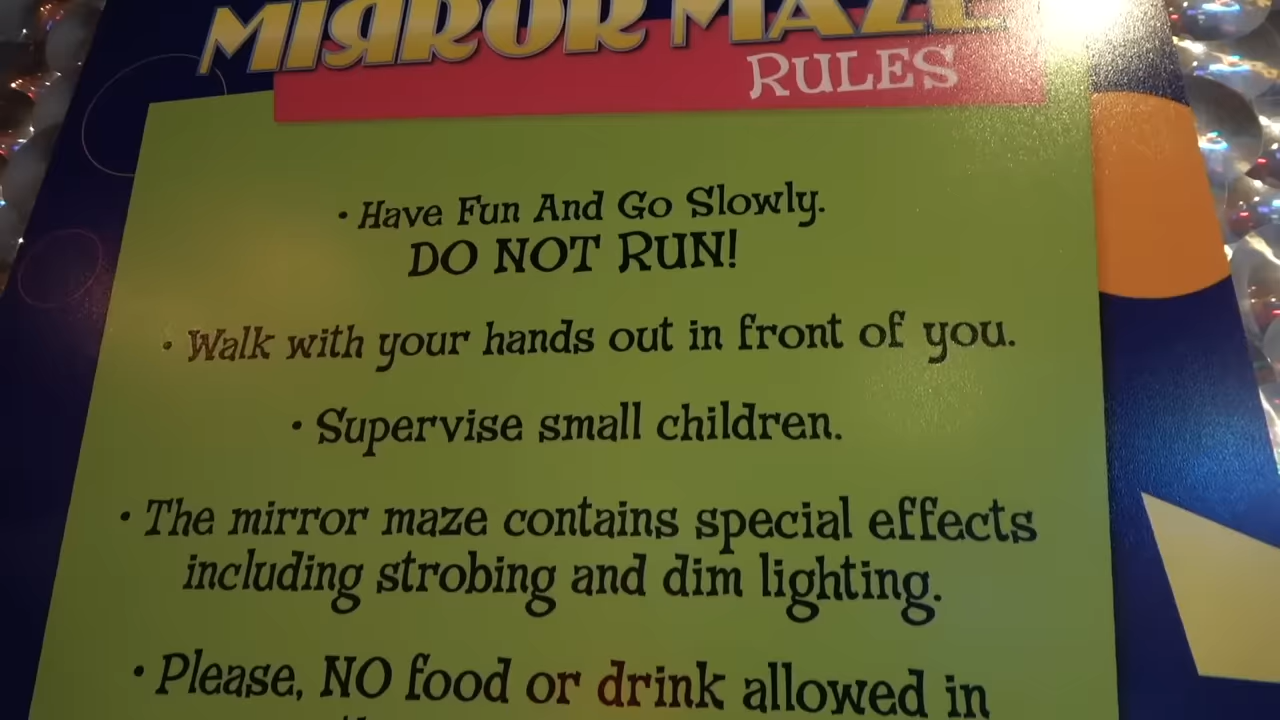 MIRROR MAZE
RULES
• Have Fun And Go Slowly.
DO NOT RUN!
• Walk with your hands out in front of you.
• Supervise small children.
• The mirror maze contains special effects
including strobing and dim lighting.
• Please, NO food or drink allowed in